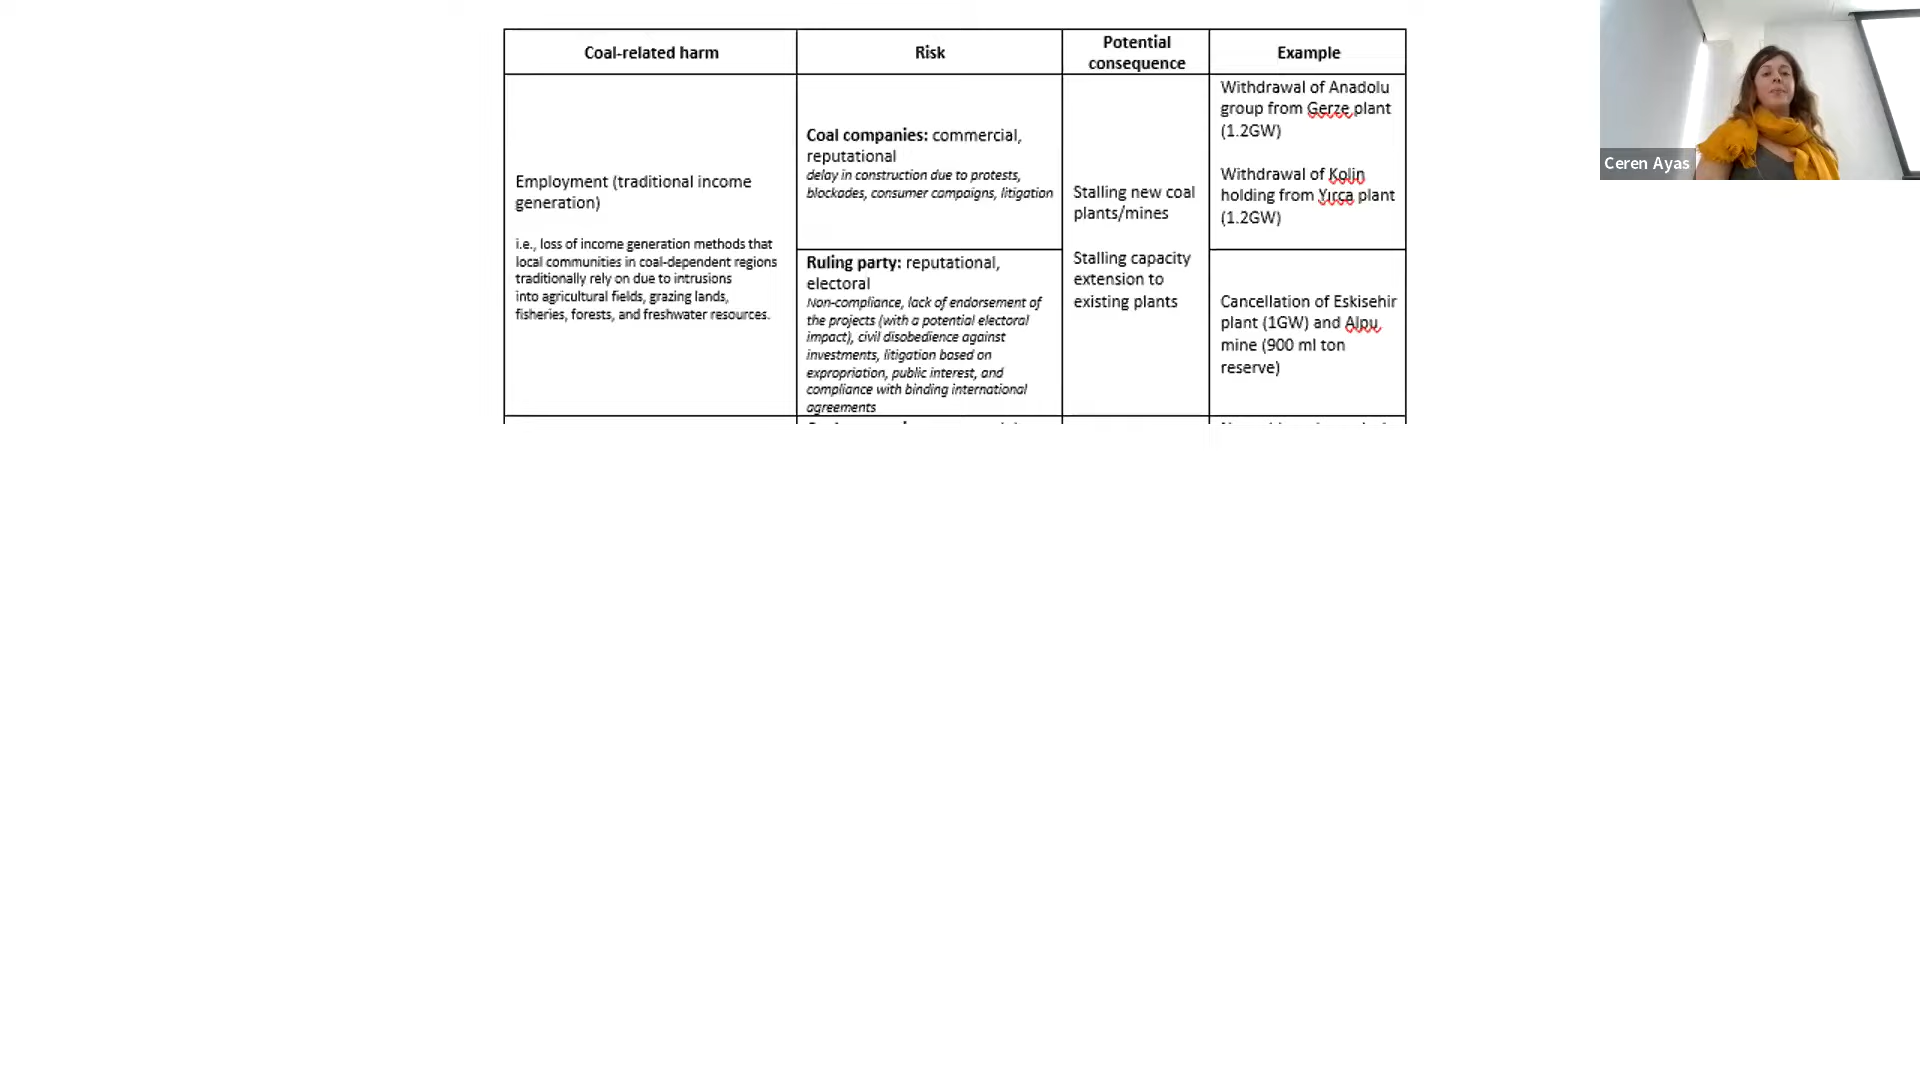 Coal-related harm
Risk
Potential
consequence
Example
Employment (traditional income
generation)
i.e., loss of income generation methods that
local communities in coal-dependent regions
traditionally rely on due to intrusions
into agricultural fields, grazing lands,
fisheries, forests, and freshwater resources.
Coal companies: commercial,
reputational
delay in construction due to protests,
blockades, consumer campaigns, litigation
Stalling new coal
plants/mines
Stalling capacity
extension to
existing plants
Withdrawal of Anadolu
group from Gerze plant
(1.2GW)
Withdrawal of Kolin
holding from Yırca plant
(1.2GW)
Ruling party: reputational,
electoral
Non-compliance, lack of endorsement of
the projects (with a potential electoral
impact), civil disobedience against
investments, litigation based on
expropriation, public interest, and
compliance with binding international
agreements
Cancellation of Eskisehir
plant (1GW) and Alpu
mine (900 ml ton
reserve)
Ceren Ayas